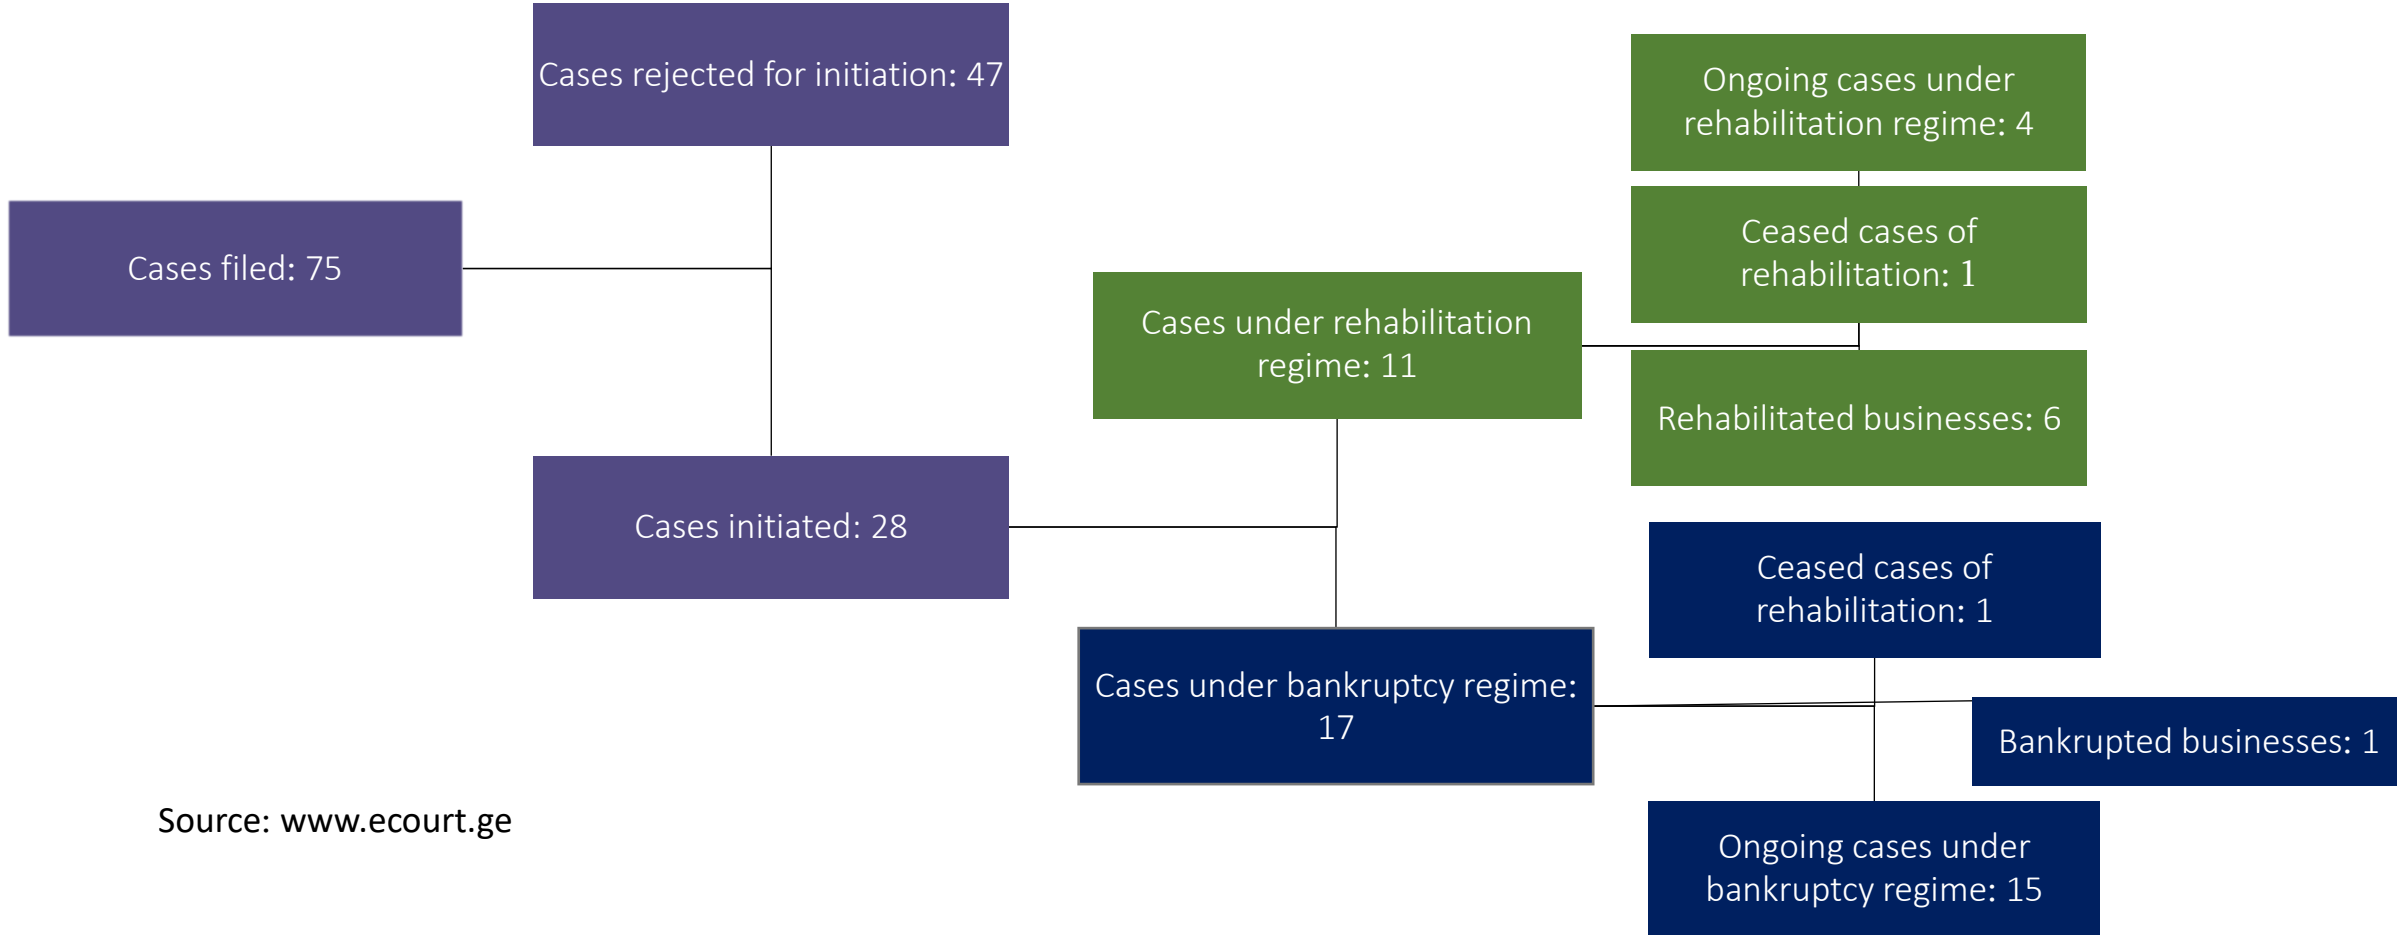 Cases rejected for initiation: 47
Cases filed: 75
Cases initiated: 28
Cases under rehabilitation
regime: 11
Ongoing cases under
rehabilitation regime: 4
Ceased cases of
rehabilitation: 1
Rehabilitated businesses: 6
Cases under bankruptcy regime:
17
Ceased cases of
rehabilitation: 1
Bankrupted businesses: 1
Ongoing cases under
bankruptcy regime: 15
Source: www.ecourt.ge